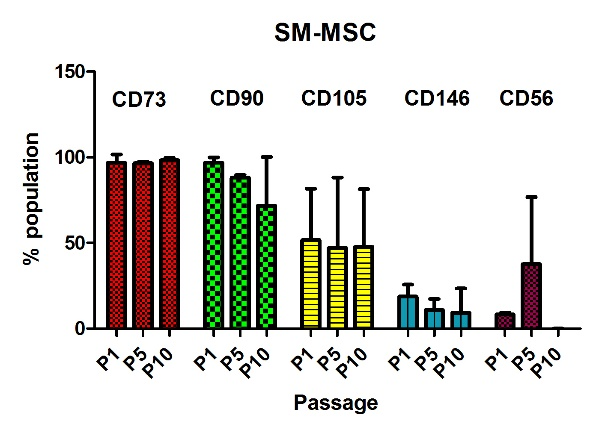 SM-MSC
150
CD73 CD90 CD105 CD146 CD56
100
50
0
% population
P1 P5 P10 P1 P5 P10 P1 P5 P10 P1 P5 P10 P1 P5 P10
Passage